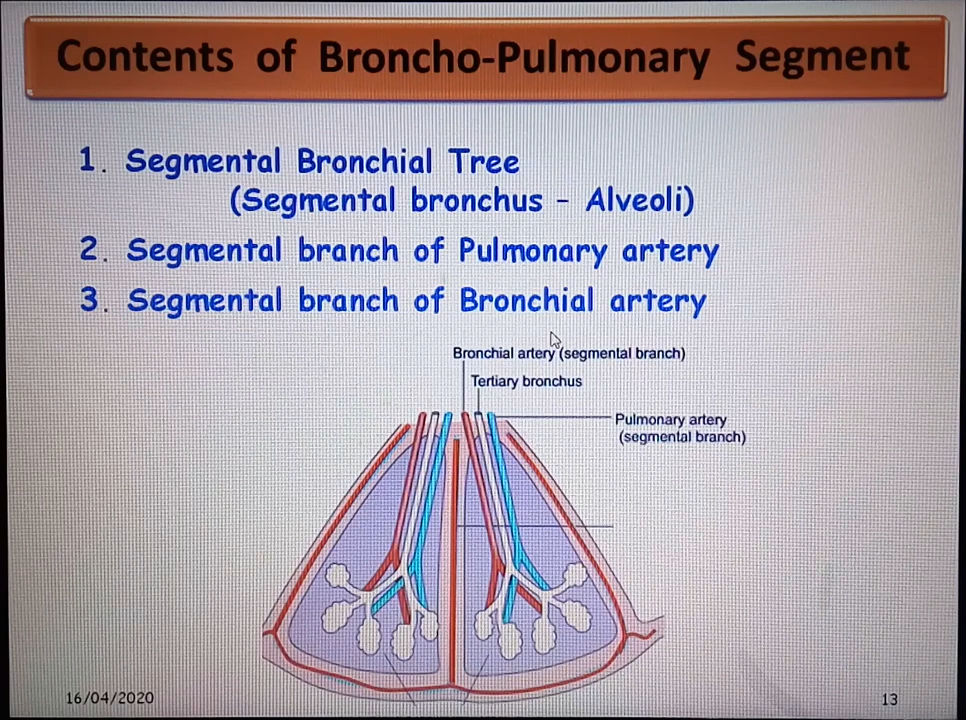 Contents of Broncho-Pulmonary Segment
1. Segmental Bronchial Tree
(Segmental bronchus - Alveoli)
2. Segmental branch of Pulmonary artery
3. Segmental branch of Bronchial artery
Bronchial artery (segmental branch)
Tertiary bronchus
Pulmonary artery
(segmental branch)
16/04/2020
13